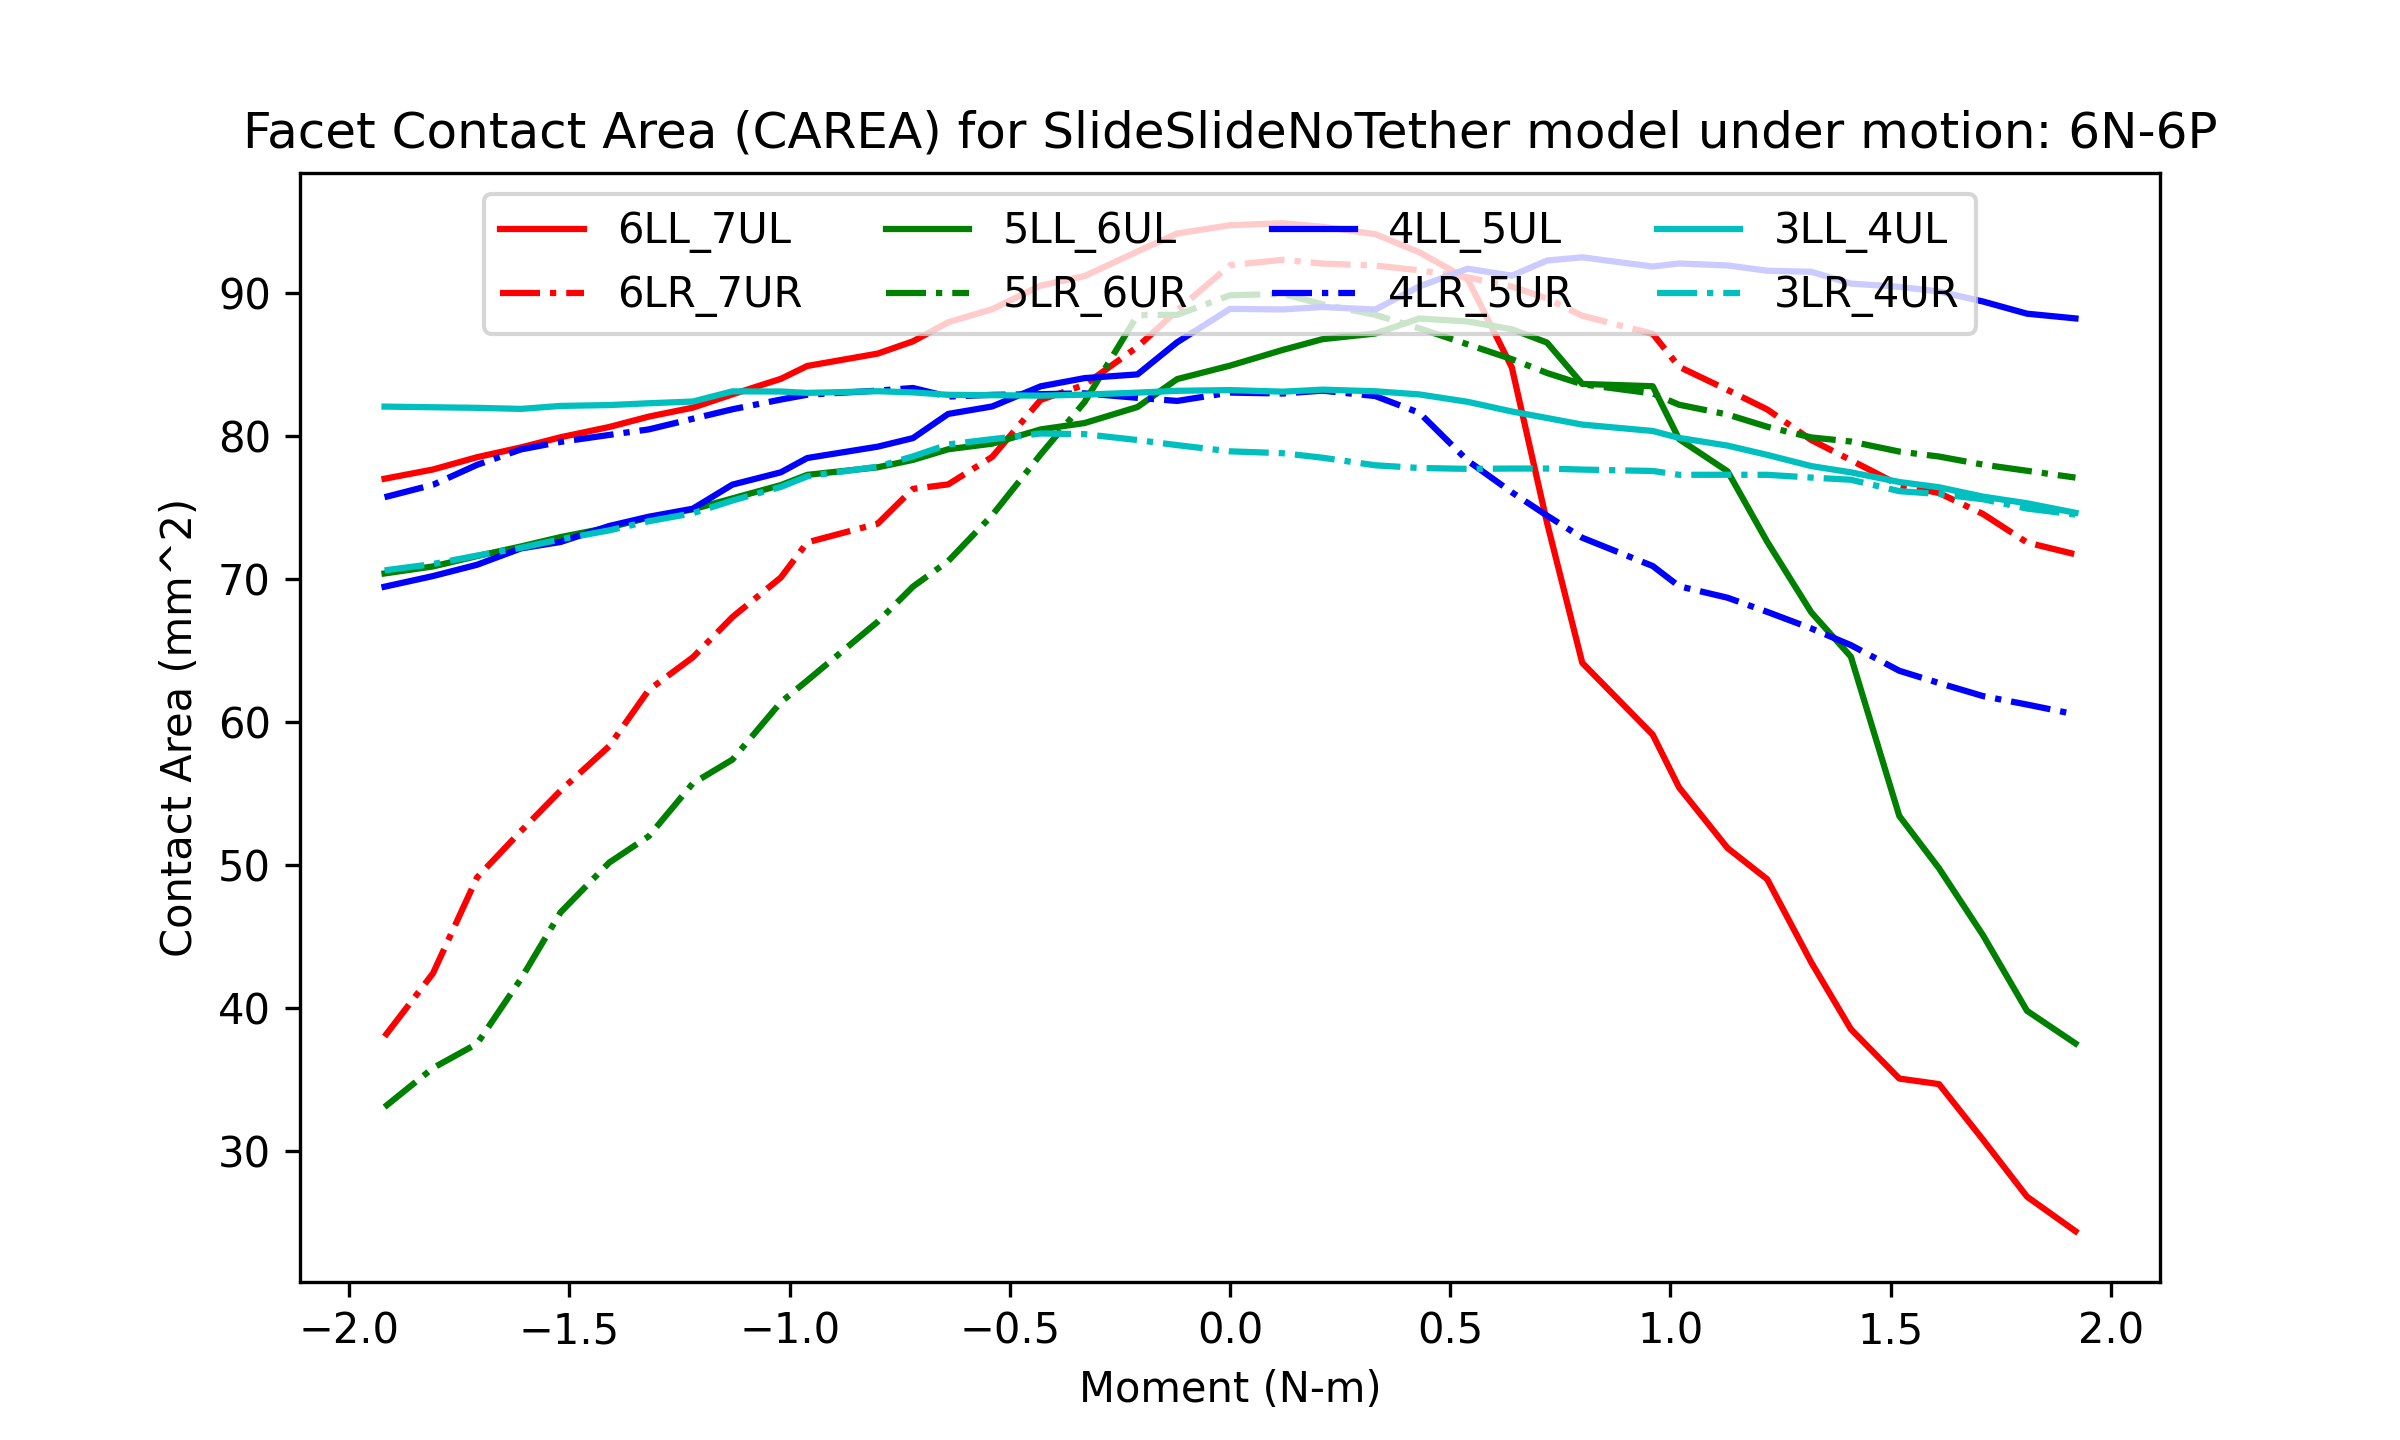 Facet Contact Area (CAREA) for SlideSlideNoTether model under motion: 6N-6P
6LL_7UL 5LL_6UL 4LL_5UL 3LL_4UL
6LR_7UR 5LR_6UR 4LR_5UR 3LR_4UR
90
80
70
60
50
40
30
Contact Area (mm^2)
−2.0 −1.5 −1.0 −0.5 0.0 0.5 1.0 1.5 2.0
Moment (N-m)